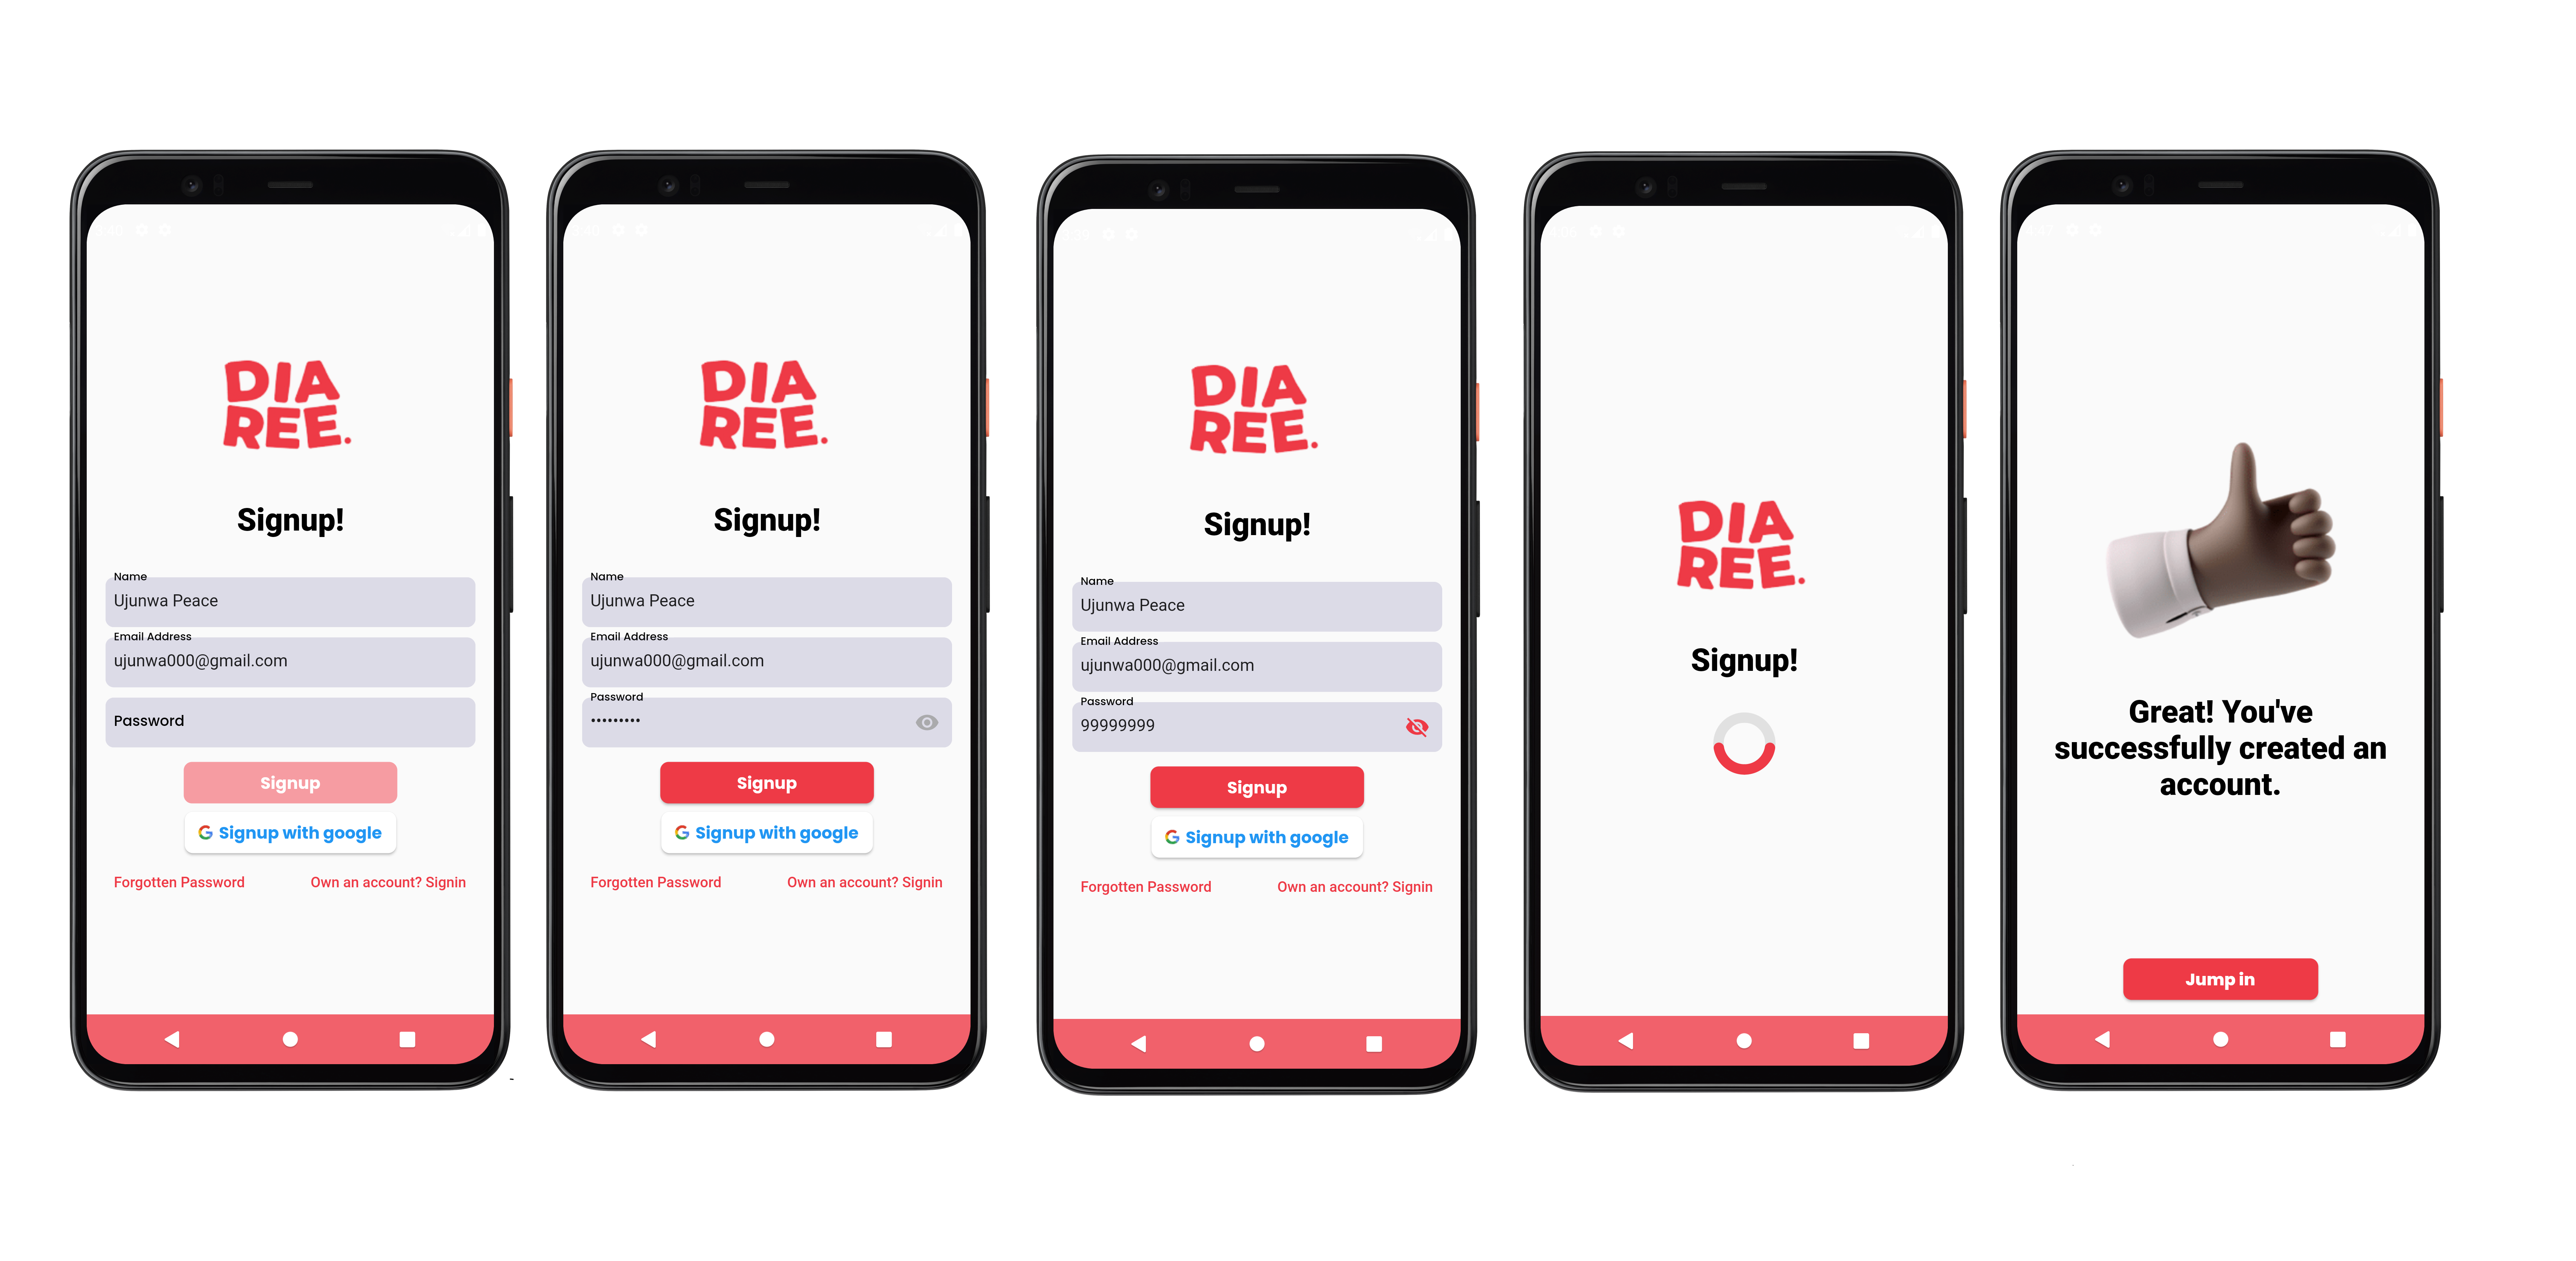 DIA
REE.
Signup!
Name
Ujunwa Peace
Email Address
ujunwa000@gmail.com
Password
Signup
G Signup with google
Forgotten Password
Own an account? Signin
DIA
REE.
Signup!
Name
Ujunwa Peace
Email Address
ujunwa000@gmail.com
Password
•••••••••
Signup
G Signup with google
Forgotten Password
Own an account? Signin
DIA
REE.
Signup!
Name
Ujunwa Peace
Email Address
ujunwa000@gmail.com
Password
99999999
Signup
G Signup with google
Forgotten Password
Own an account? Signin
DIA
REE.
Signup!
Great! You've
successfully created an
account.
Jump in